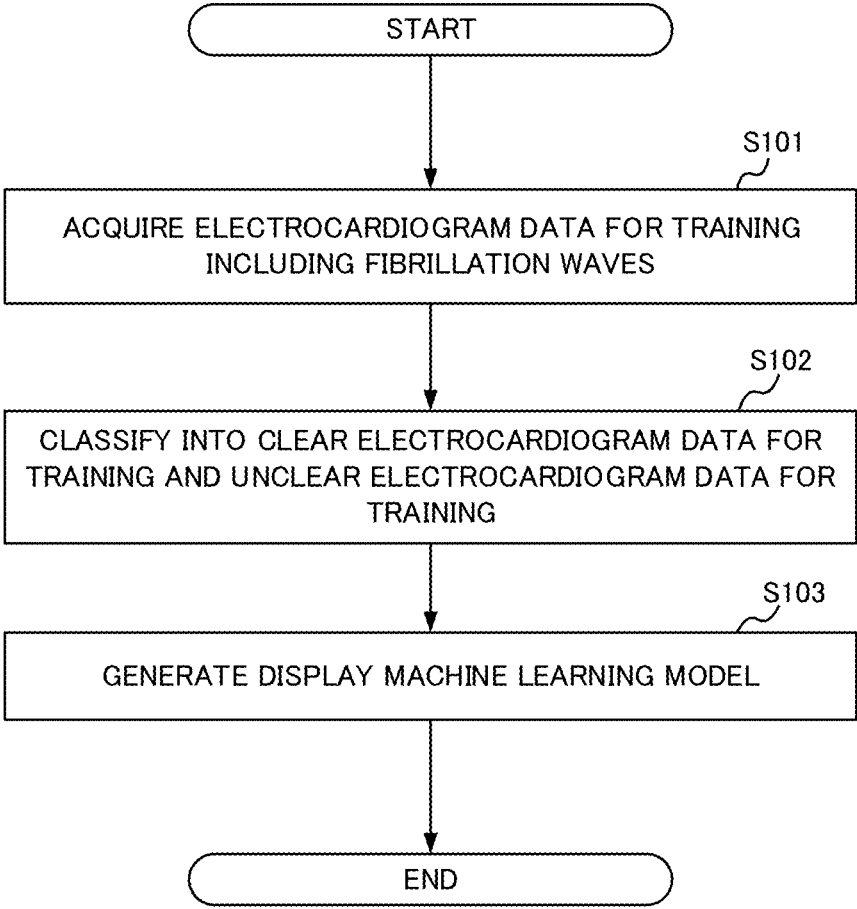 START
S101
ACQUIRE ELECTROCARDIOGRAM DATA FOR TRAINING
INCLUDING FIBRILLATION WAVES
S102
CLASSIFY INTO CLEAR ELECTROCARDIOGRAM DATA FOR
TRAINING AND UNCLEAR ELECTROCARDIOGRAM DATA FOR
TRAINING
S103
GENERATE DISPLAY MACHINE LEARNING MODEL
END